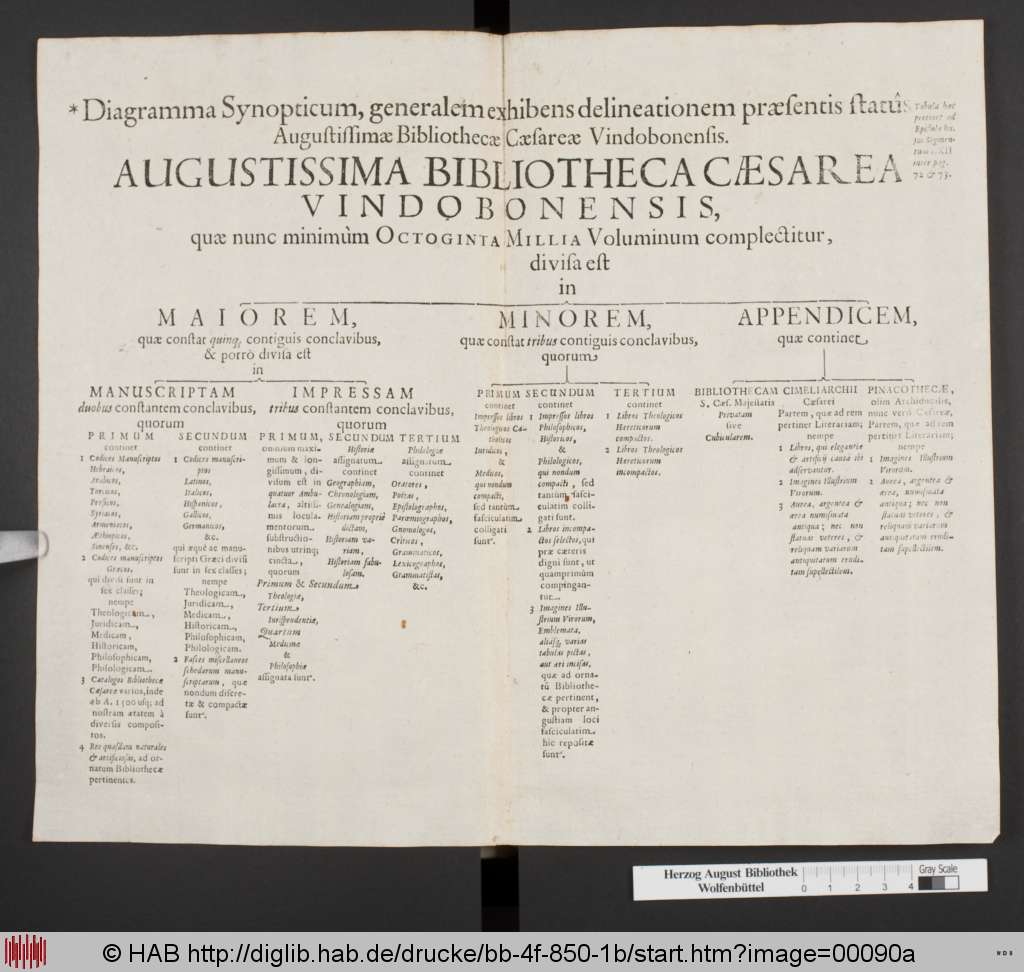 *Diagramma Synopticum, generalem exhibens delineationem præsentis statûs
Augustissimæ Bibliothecæ Cæsareæ Vindobonensis.
Tabula hæc
pertinet ad
pag.
72 & 73.
AUGUSTISSIMA BIBLIOTHECA CÆSAREA
VINDOBONENSIS,
quæ nunc minimùm OCTOGINTA MILLIA Voluminum complectitur,
divisa est
in
MAIOREM,
quæ constat quinq; contiguis conclavibus,
& porrò divisa est
in
MANUSCRIPTAM
duobus constantem conclavibus,
quorum
PRIMUM
continet
1 Codices Manuscriptos
Hebraicos,
Arabicos,
Turcicos,
Persicos,
Syriacos,
Armenicos,
Æthiopicos,
Sinenses, &c.
2 Codices manuscriptos
Græcos,
qui divisi sunt in
sex classes;
nempe
Theologicam,
Juridicam,
Medicam,
Historicam,
Philosophicam,
Philologicam.
3 Catalogos Bibliothecæ
Cæsareæ varios, inde
ab A. 1500 usq; ad
nostram ætatem à
diversis composi-
tos.
4 Res quasdam naturales
& artificiosas, ad or-
natum Bibliothecæ
pertinentes.
SECUNDUM
continet
1 Codices manuscri-
ptos
Latinos,
Italicos,
Hispanicos,
Gallicos,
Germanicos,
&c.
qui æquè ac manu-
scripti Græci divisi
sunt in sex classes;
nempe
Theologicam,
Juridicam,
Medicam,
Historicam,
Philosophicam,
Philologicam.
2 Fasces miscellaneos
schedarum manu-
scriptarum, quæ
nondum discre-
tæ & compactæ
sunt.
IMPRESSAM
tribus constantem conclavibus,
quorum
PRIMUM,
omnium maxi-
mum & lon-
gissimum, di-
visum est in
quatuor Ambu-
lacra, altissi-
mis locula-
mentorum
substructio-
nibus utrinq;
cincta,
quorum
Primum & Secundum
Theologiæ,
Tertium
Jurisprudentiæ,
Quartum
Medicinæ
&
Philosophiæ
assignata sunt.
SECUNDUM
Historiæ
assignatum
continet
Geographiam,
Chronologiam,
Genealogiam,
Historiam propriè
dictam,
Historiam va-
riam,
Historiam fabu-
losam.
TERTIUM
Philologiæ
assignatum
continet
Oratores,
Poëtas,
Epistolographos,
Parœmiographos,
Gnomologos,
Criticos,
Grammaticos,
Lexicographos,
Grammatistas,
&c.
MINOREM,
quæ constat tribus contiguis conclavibus,
quorum
PRIMUM
continet
Impressos libros
Theologicos Ca-
tholicos
Juridicos,
&
Medicos,
qui nondum
compacti,
sed tantùm
fasciculatim
colligati
sunt.
SECUNDUM
continet
1 Impressos libros
Philosophicos,
Historicos,
&
Philologicos,
qui nondum
compacti, sed
tantùm fasci-
culatim colli-
gati sunt.
2 Libros incompa-
ctos selectos, qui
præ cæteris
digni sunt, ut
quamprimùm
compingan-
tur.
3 Imagines Illu-
strium Virorum,
Emblemata,
aliásq; varias
tabulas pictas,
aut æri incisas,
quæ ad orna-
tū Bibliothe-
cæ pertinent,
& propter an-
gustiam loci
fasciculatim
hîc repositæ
sunt.
TERTIUM
continet
1 Libros Theologicos
Hereticorum
compactos.
2 Libros Theologicos
Hereticorum
incompactos.
APPENDICEM,
quæ continet
BIBLIOTHECAM
S. Cæs. Majestatis
Privatam
sive
Cubicularem.
CIMELIARCHII
Cæsarei
Partem, quæ ad rem
pertinet Literariam;
nempe
1 Libros, qui elegantiæ
& artificij causâ ibi
asservantur.
2 Imagines Illustrium
Virorum.
3 Aurea, argentea &
ærea numismata
antiqua; nec non
statuas veteres, &
reliquam variarum
antiquitatum erudi-
tam supellectilem.
PINACOTHECÆ,
olim Archiducalis,
nunc verò Cæsareæ,
Partem, quæ ad rem
pertinet Literariam;
nempe
1 Imagines Illustrium
Virorum.
2 Aurea, argentea &
ærea, numismata
antiqua; nec non
statuas veteres, &
reliquam variarum
antiquitatum erudi-
tam supellectilem.
Herzog August Bibliothek
Wolfenbüttel
0 1 2 3 4
Gray Scale
© HAB http://diglib.hab.de/drucke/bb-4f-850-1b/start.htm?image=00090a
WDB